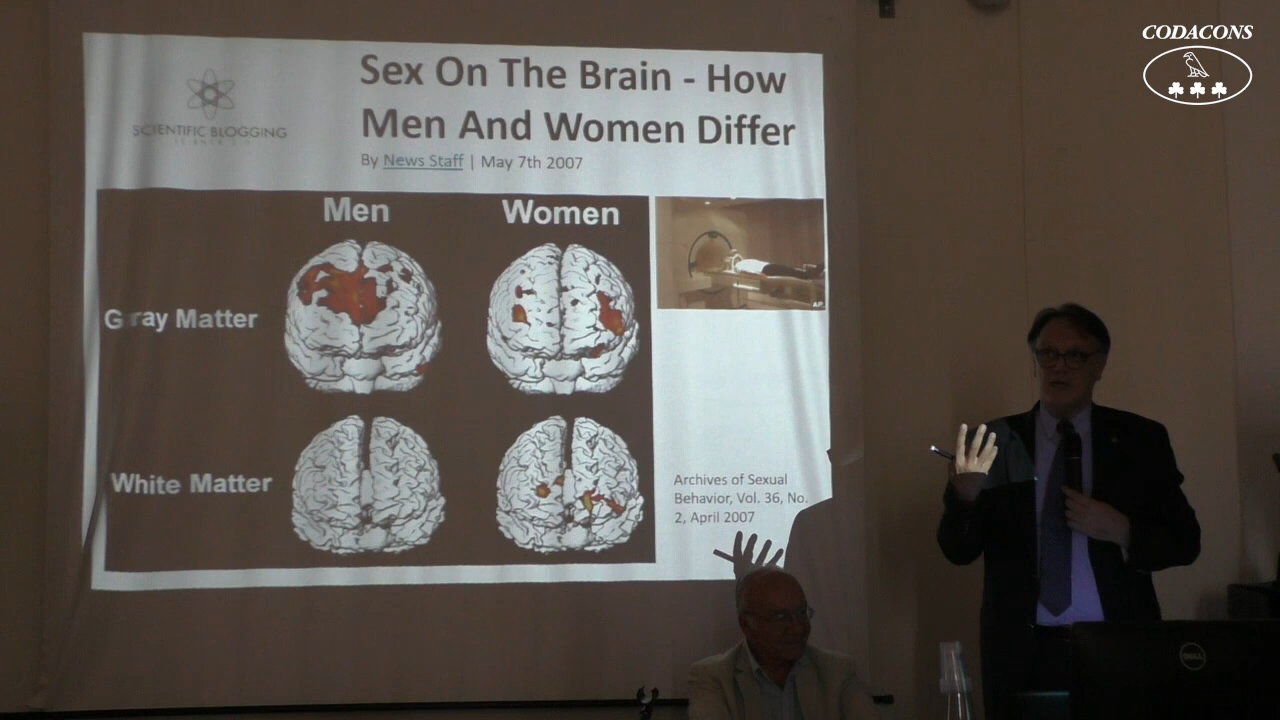 CODACONS
Sex On The Brain - How
Men And Women Differ
SCIENTIFIC BLOGGING
By News Staff | May 7th 2007
Men
Women
Gray Matter
White Matter
Archives of Sexual
Behavior, Vol. 36, No.
2, April 2007
DELL